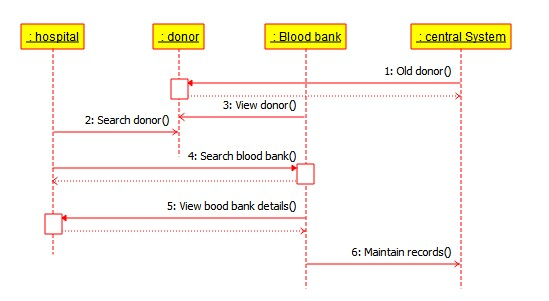 : hospital
: donor
: Blood bank
: central System
1: Old donor()
3: View donor()
2: Search donor()
4: Search blood bank()
5: View bood bank details()
6: Maintain records()